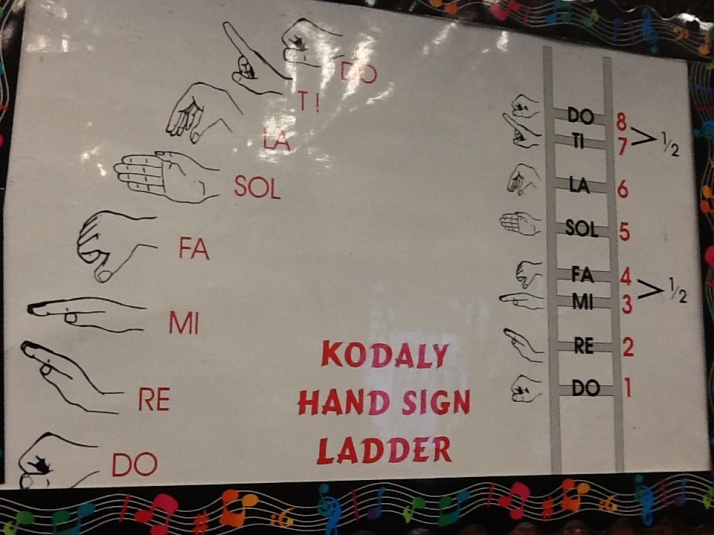 DO
TI
LA
SOL
FA
MI
RE
DO
KODALY
HAND SIGN
LADDER
DO 8
TI 7
> 1/2
LA 6
SOL 5
FA 4
MI 3
> 1/2
RE 2
DO 1